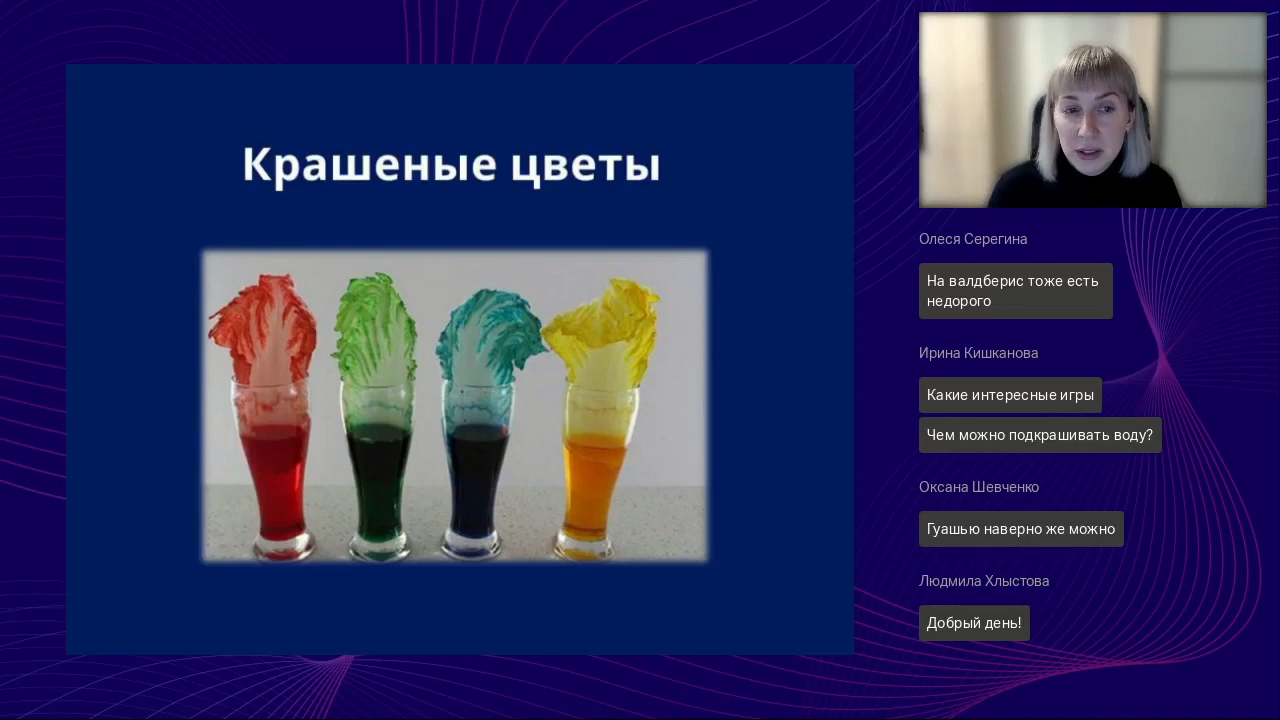 Крашеные цветы
Олеся Серегина
На валдберис тоже есть
недорого
Ирина Кишканова
Какие интересные игры
Чем можно подкрашивать воду?
Оксана Шевченко
Гуашью наверно же можно
Людмила Хлыстова
Добрый день!